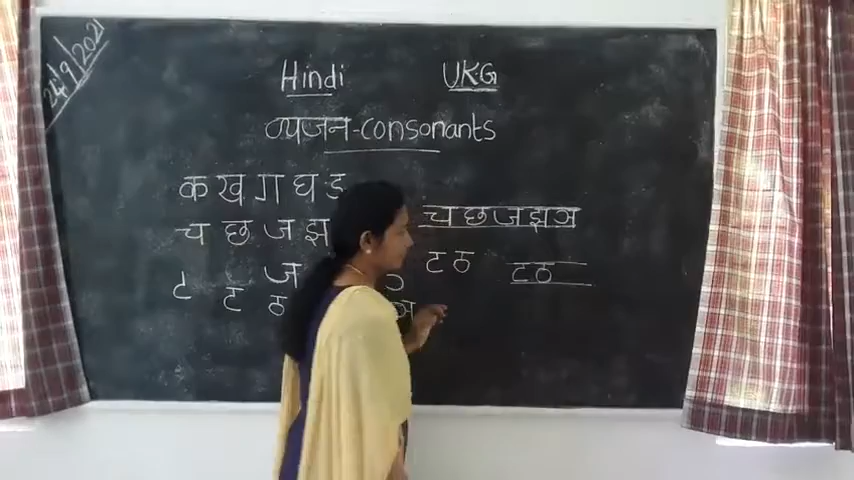 24/9/2021
Hindi UKG
व्यजन-consonants
क ख ग घ ङ
च छ ज झ च छ ज झ ञ
ट ठ ट ठ
ट ज
ट ठ ञ